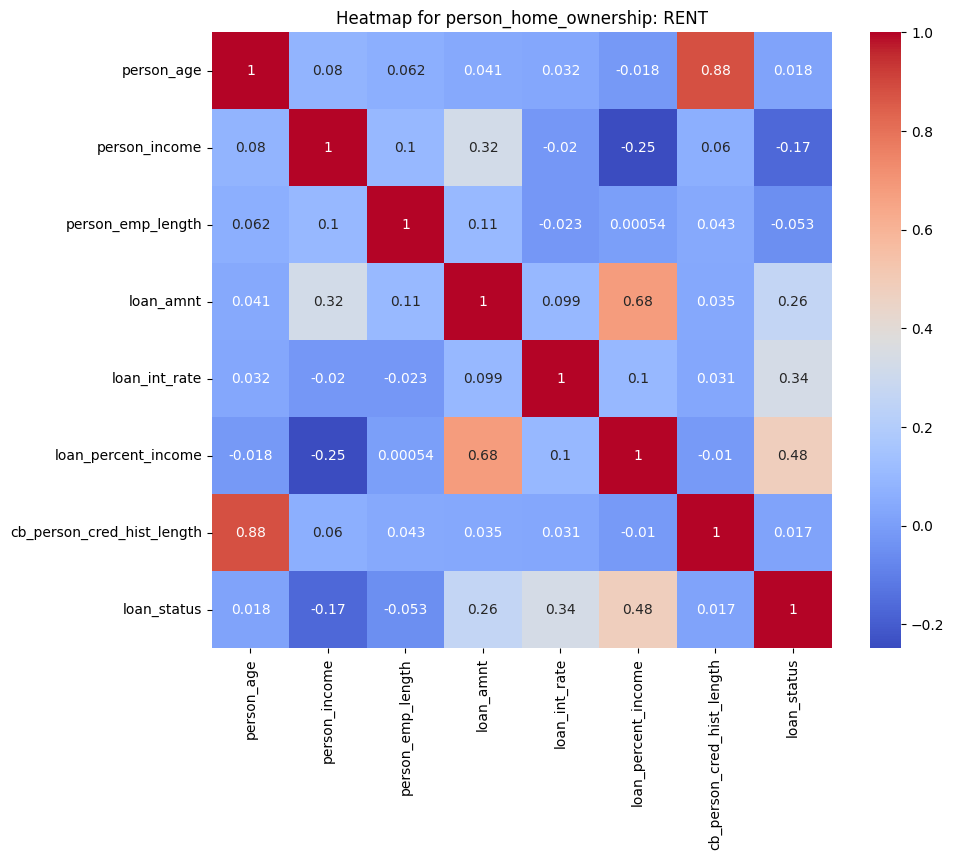 Heatmap for person_home_ownership: RENT
person_age 1 0.08 0.062 0.041 0.032 -0.018 0.88 0.018
person_income 0.08 1 0.1 0.32 -0.02 -0.25 0.06 -0.17
person_emp_length 0.062 0.1 1 0.11 -0.023 0.00054 0.043 -0.053
loan_amnt 0.041 0.32 0.11 1 0.099 0.68 0.035 0.26
loan_int_rate 0.032 -0.02 -0.023 0.099 1 0.1 0.031 0.34
loan_percent_income -0.018 -0.25 0.00054 0.68 0.1 1 -0.01 0.48
cb_person_cred_hist_length 0.88 0.06 0.043 0.035 0.031 -0.01 1 0.017
loan_status 0.018 -0.17 -0.053 0.26 0.34 0.48 0.017 1
person_age
person_income
person_emp_length
loan_amnt
loan_int_rate
loan_percent_income
cb_person_cred_hist_length
loan_status
1.0
0.8
0.6
0.4
0.2
0.0
−0.2